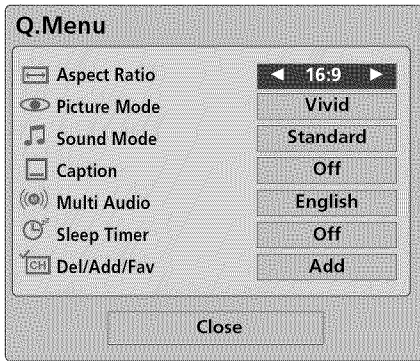 Q.Menu
Aspect Ratio 16:9
Picture Mode Vivid
Sound Mode Standard
Caption Off
Multi Audio English
Sleep Timer Off
CH Del/Add/Fav Add
Close